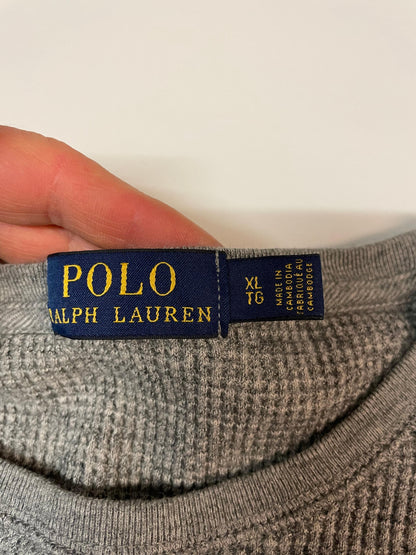 POLO
RALPH LAUREN
XL
TG
MADE IN
CAMBODIA
FABRIQUÉ AU
CAMBODGE